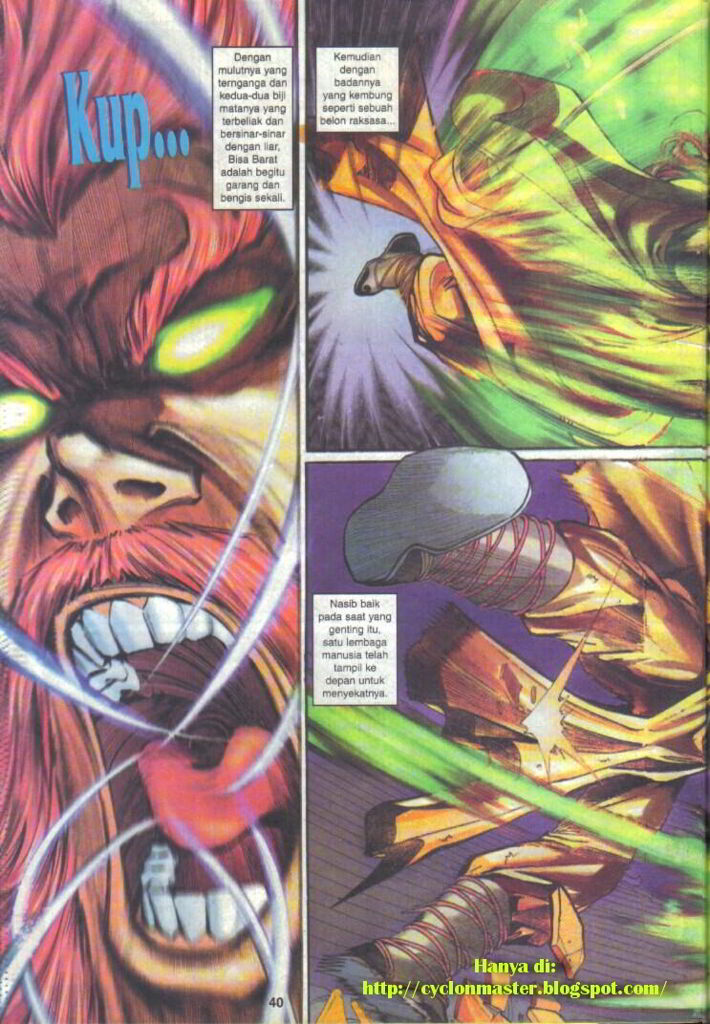 Kup...
Dengan
mulutnya yang
ternganga dan
kedua-dua biji
matanya yang
terbeliak dan
bersinar-sinar
dengan liar,
Bisa Barat
adalah begitu
garang dan
bengis sekali.
Kemudian
dengan
badannya
yang kembung
seperti sebuah
belon raksasa...
Nasib baik
pada saat yang
genting itu,
satu lembaga
manusia telah
tampil ke
depan untuk
menyekatnya.
40
Hanya di:
http://cyclonmaster.blogspot.com/